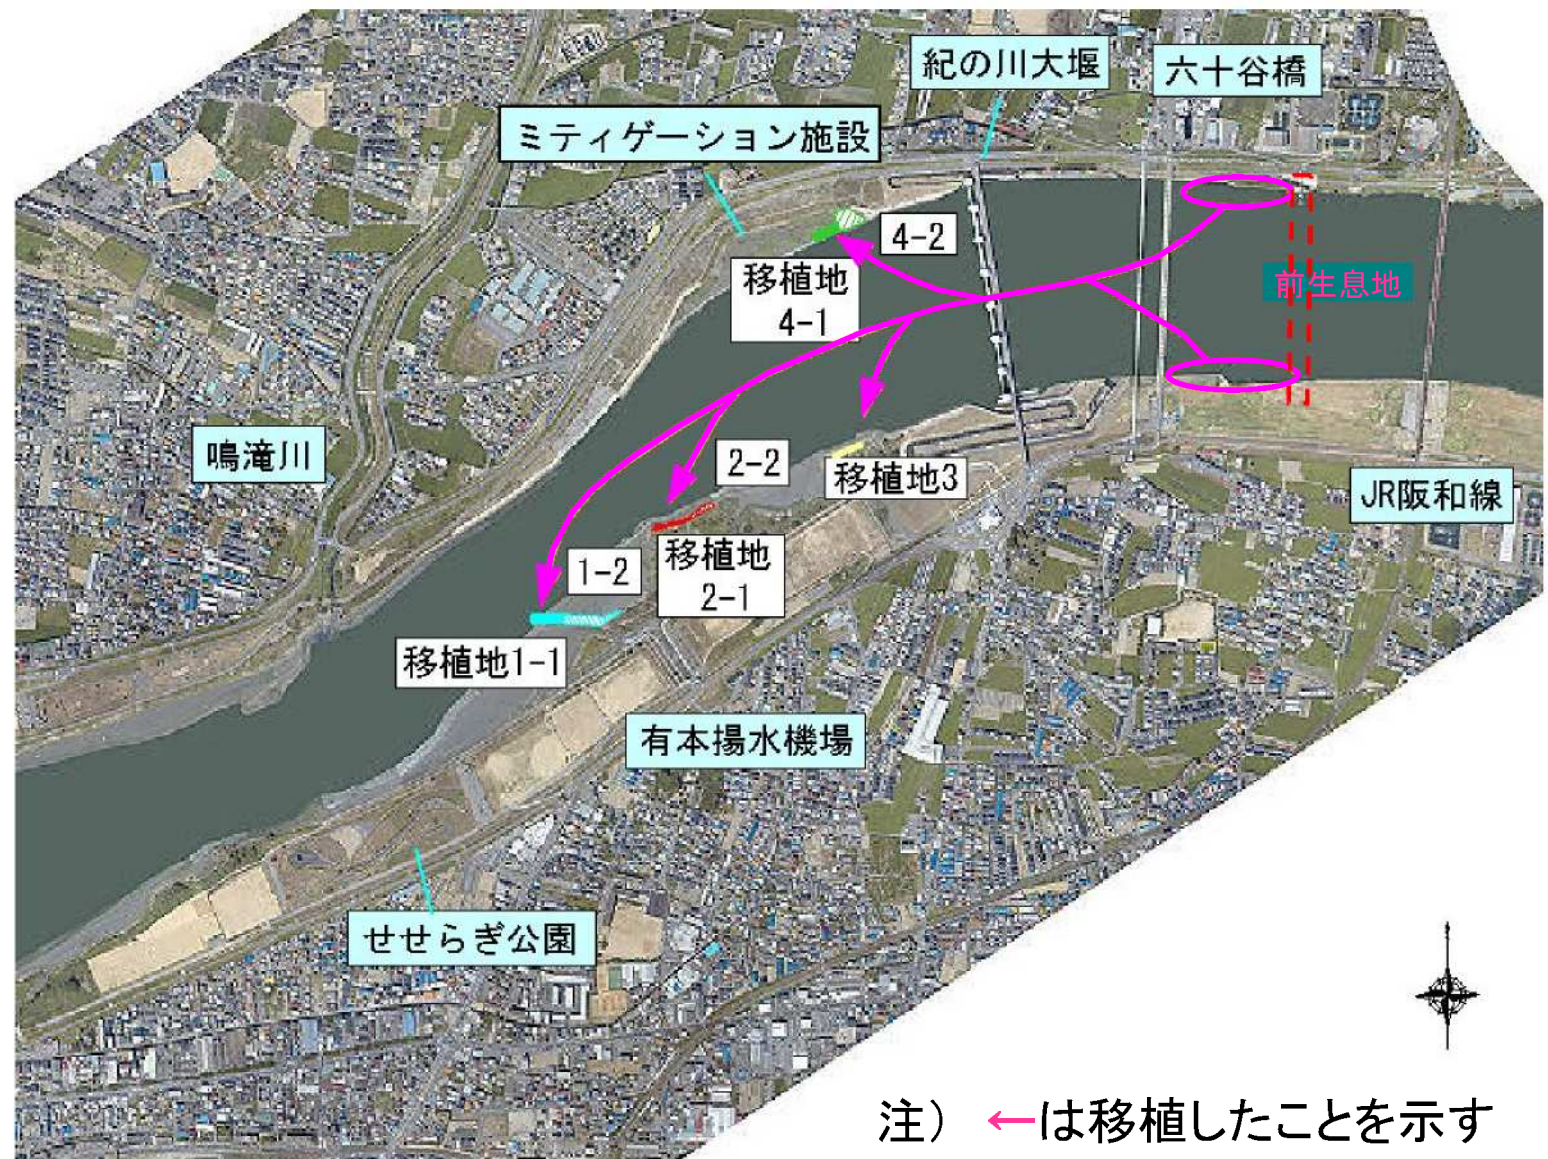 紀の川大堰
六十谷橋
ミティゲーション施設
4-2
移植地
4-1
前生息地
鳴滝川
2-2
移植地3
JR阪和線
1-2
移植地
2-1
移植地1-1
有本揚水機場
せせらぎ公園
注) ←は移植したことを示す